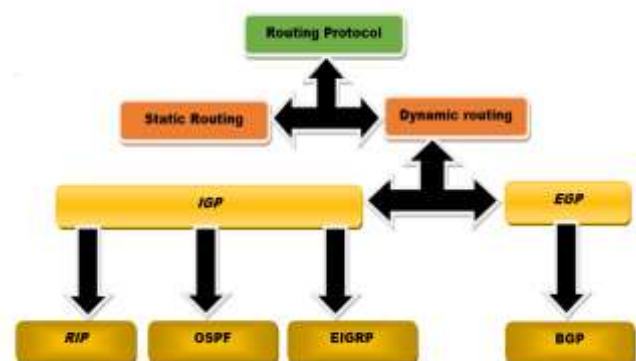 Routing Protocol
Static Routing
Dynamic routing
IGP
EGP
RIP
OSPF
EIGRP
BGP